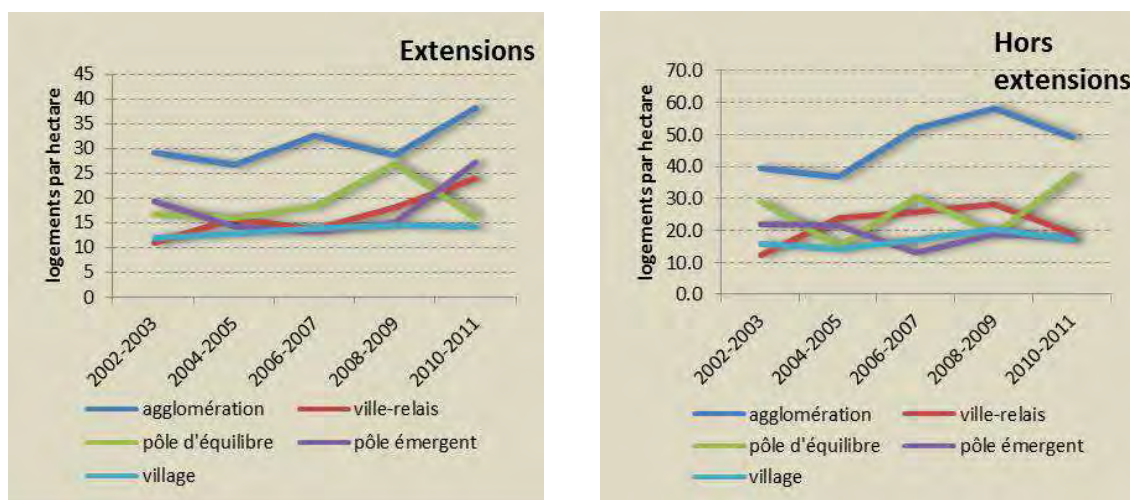 Extensions
logements par hectare
45
40
35
30
25
20
15
10
5
0
2002-2003
2004-2005
2006-2007
2008-2009
2010-2011
agglomération
ville-relais
pôle d'équilibre
pôle émergent
village
Hors
extensions
logements par hectare
70.0
60.0
50.0
40.0
30.0
20.0
10.0
0.0
2002-2003
2004-2005
2006-2007
2008-2009
2010-2011
agglomération
ville-relais
pôle d'équilibre
pôle émergent
village